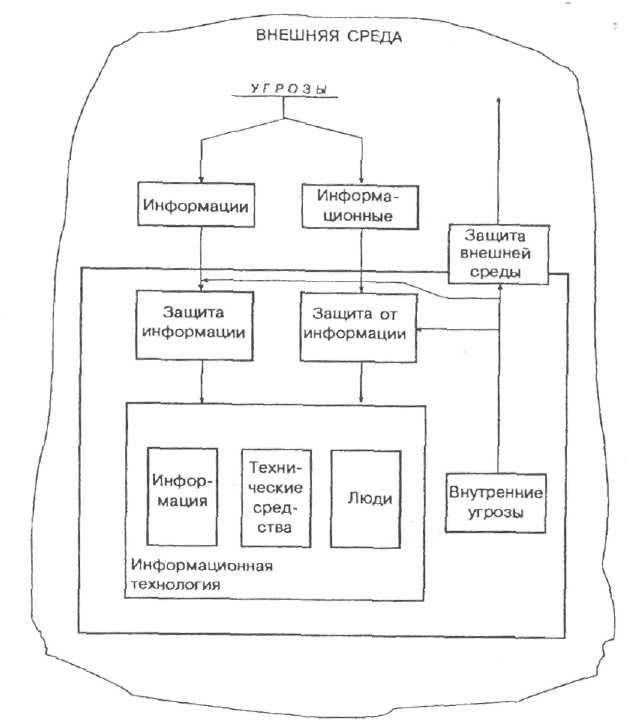 ВНЕШНЯЯ СРЕДА
УГРОЗЫ
Информации
Информа-
ционные
Защита
внешней
среды
Защита
информации
Защита от
информации
Инфор-
мация
Техни-
ческие
сред-
ства
Люди
Внутренние
угрозы
Информационная
технология